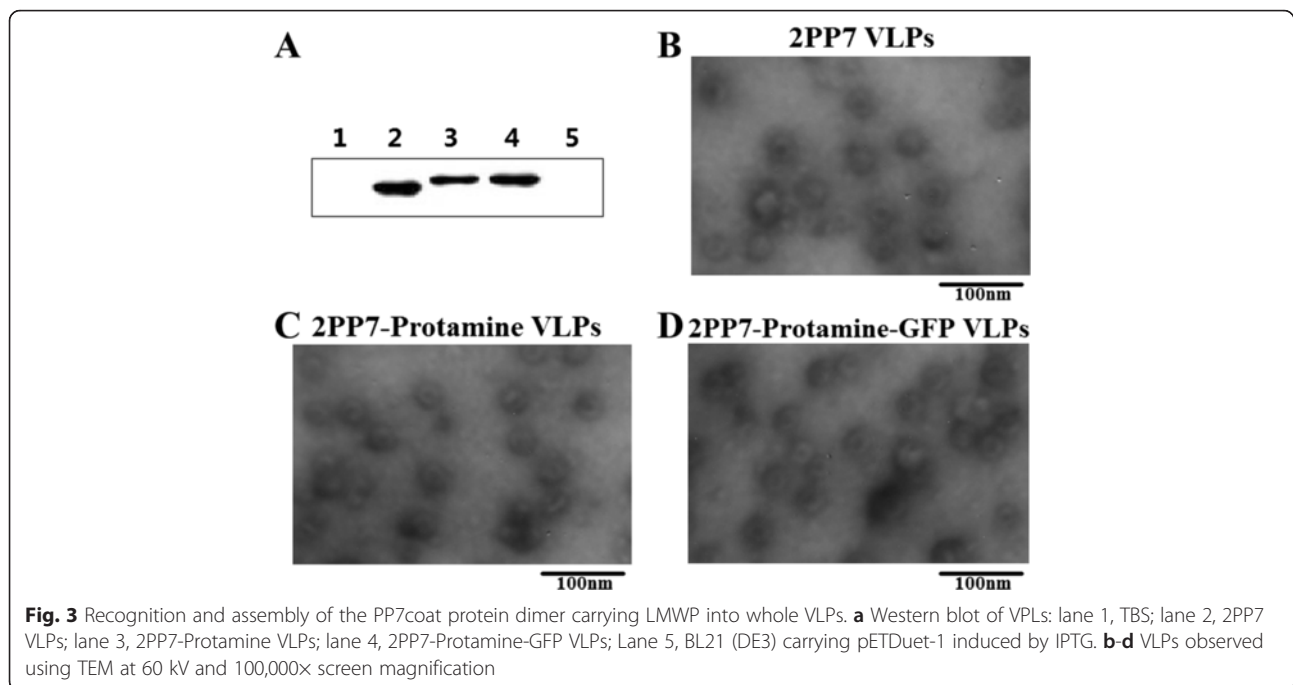 A
1 2 3 4 5
B
2PP7 VLPs
100nm
C
2PP7-Protamine VLPs
100nm
D
2PP7-Protamine-GFP VLPs
100nm
Fig. 3 Recognition and assembly of the PP7coat protein dimer carrying LMWP into whole VLPs. a Western blot of VPLs: lane 1, TBS; lane 2, 2PP7
VLPs; lane 3, 2PP7-Protamine VLPs; lane 4, 2PP7-Protamine-GFP VLPs; Lane 5, BL21 (DE3) carrying pETDuet-1 induced by IPTG. b-d VLPs observed
using TEM at 60 kV and 100,000× screen magnification